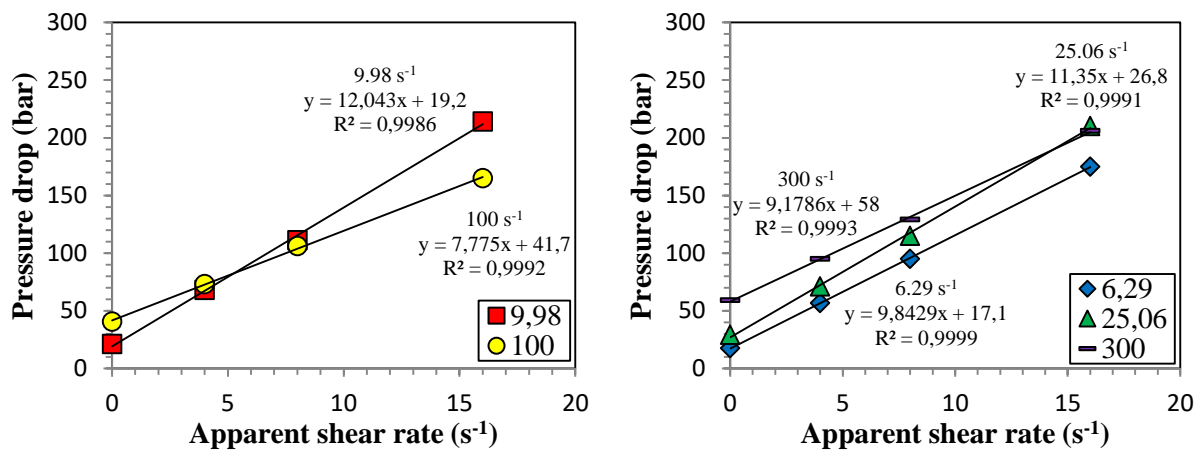 300
250
200
150
100
50
0
Pressure drop (bar)
9.98 s⁻¹
y = 12,043x + 19,2
R² = 0,9986
100 s⁻¹
y = 7,775x + 41,7
R² = 0,9992
9,98
100
0 5 10 15 20
Apparent shear rate (s⁻¹)
300
250
200
150
100
50
0
Pressure drop (bar)
25.06 s⁻¹
y = 11,35x + 26,8
R² = 0,9991
300 s⁻¹
y = 9,1786x + 58
R² = 0,9993
6.29 s⁻¹
y = 9,8429x + 17,1
R² = 0,9999
6,29
25,06
300
0 4 8 12 16 20
Apparent shear rate (s⁻¹)